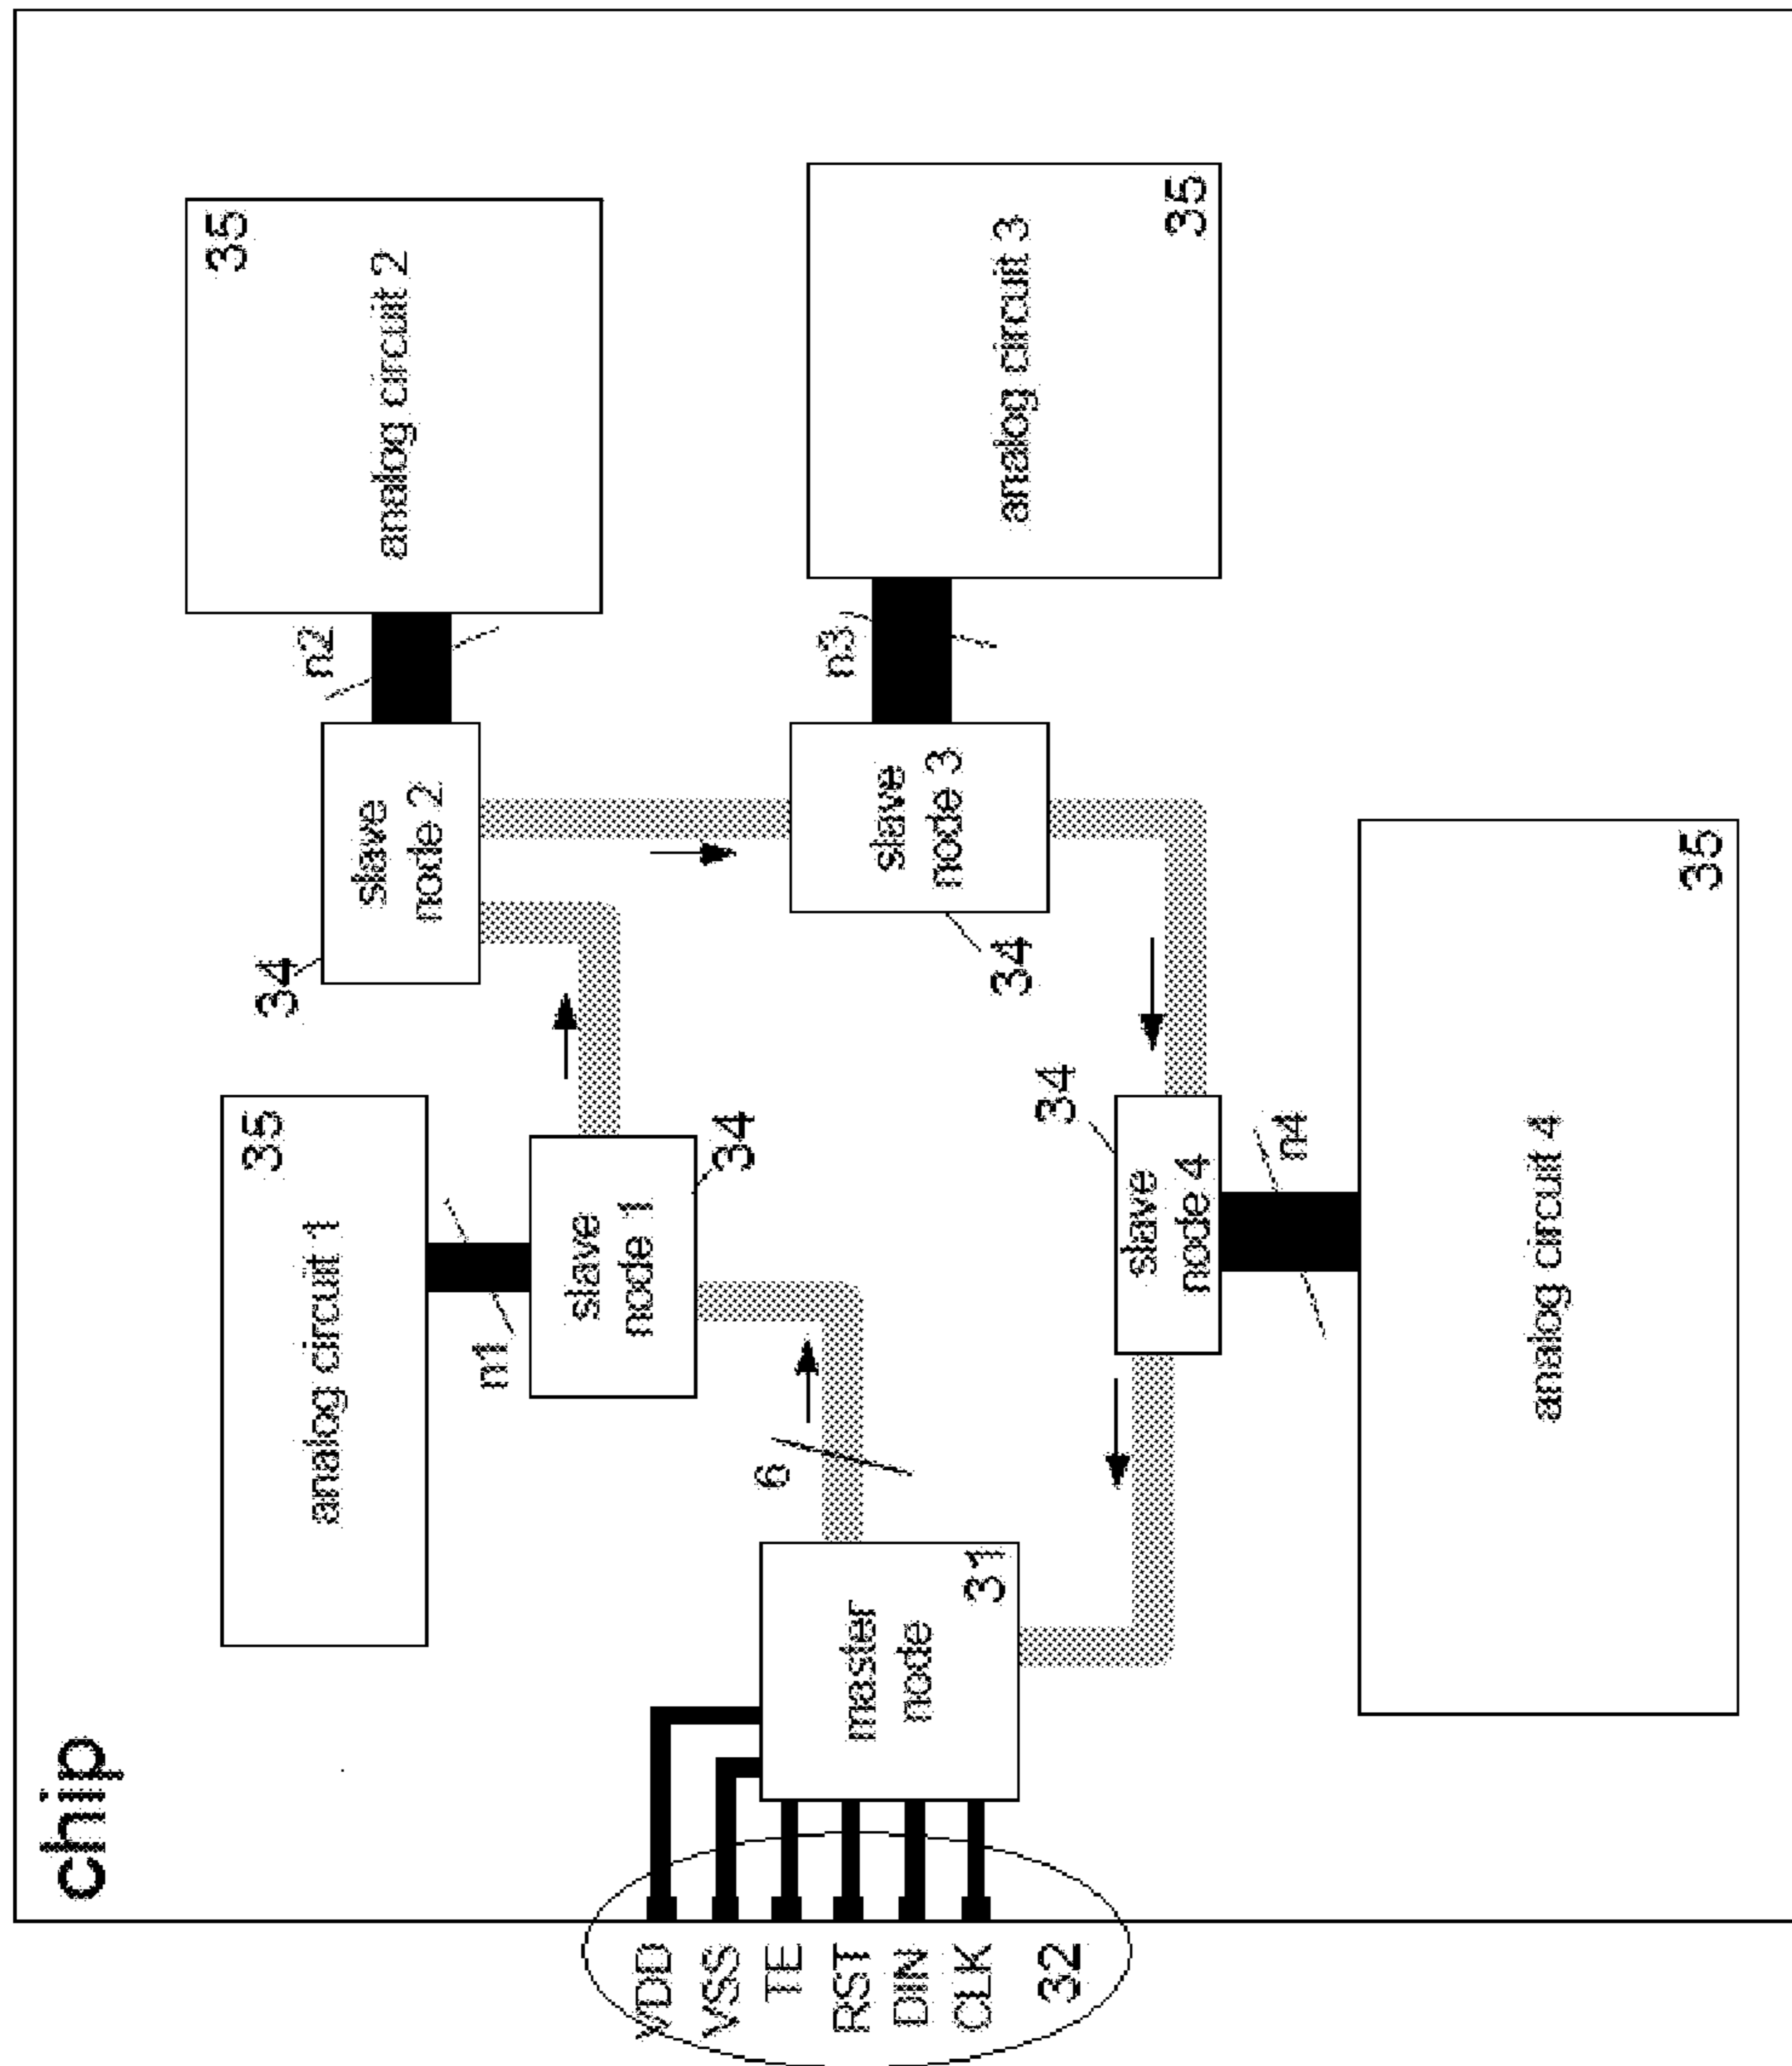 chip
analog circuit 1
35
n1
slave
node 1
34
analog circuit 2
35
n2
slave
node 2
34
analog circuit 3
35
n3
slave
node 3
34
analog circuit 4
35
n4
slave
node 4
34
6
master
node
31
VDD
VSS
TE
RST
DIN
CLK
32